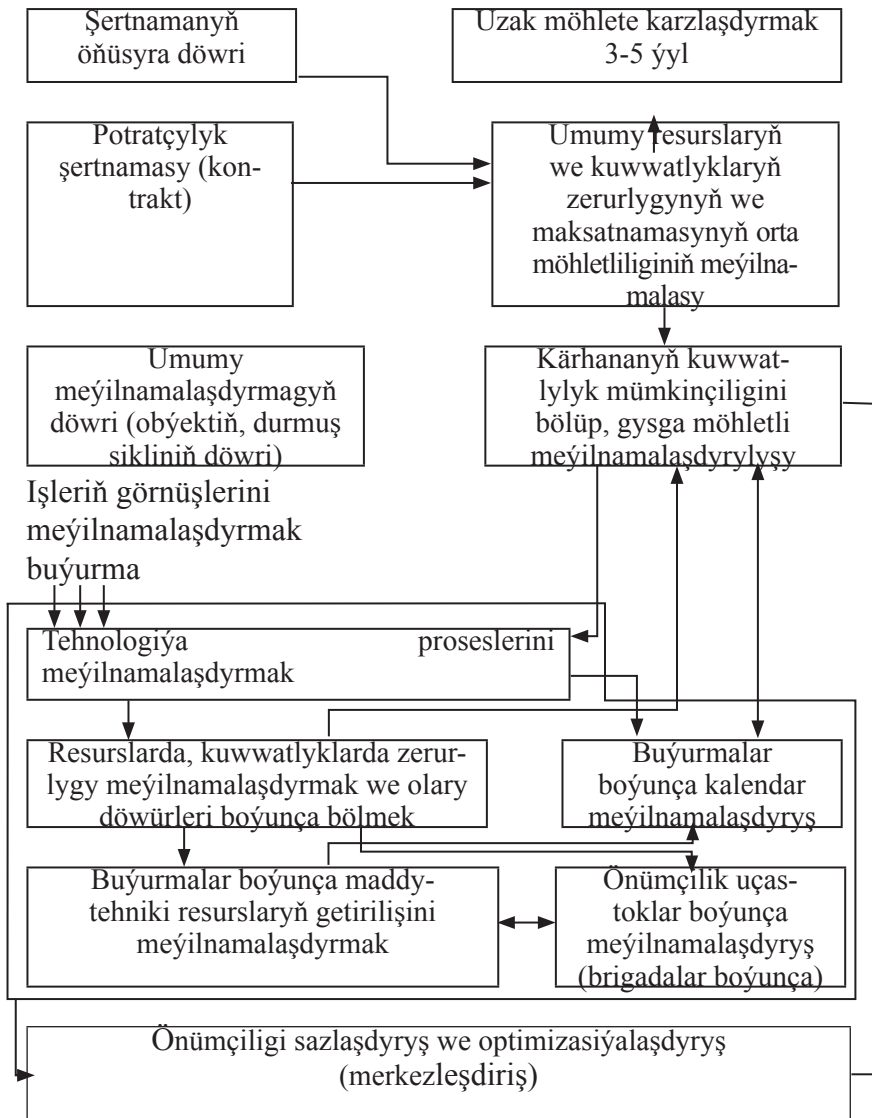 Şertnamanyň
öňüsyra döwri
Uzak möhlete karzlaşdyrmak
3-5 ýyl
Potratçylyk
şertnamasy (kon-
trakt)
Umumy resurslaryň
we kuwwatlyklaryň
zerurlygynyň we
maksatnamasynyň orta
möhletliliginiň meýilna-
malasy
Umumy
meýilnamalaşdyrmagyň
döwri (obýektiň, durmuş
sikliniň döwri)
Kärhananyň kuwwat-
lylyk mümkinçiligini
bölüp, gysga möhletli
meýilnamalaşdyrylyşy
Işleriň görnüşlerini
meýilnamalaşdyrmak
buýurma
Tehnologiýa proseslerini
meýilnamalaşdyrmak
Resurslarda, kuwwatlyklarda zerur-
lygy meýilnamalaşdyrmak we olary
döwürleri boýunça bölmek
Buýurmalar
boýunça kalendar
meýilnamalaşdyryş
Buýurmalar boýunça maddy-
tehniki resurslaryň getirilişini
meýilnamalaşdyrmak
Önümçilik uças-
toklar boýunça
meýilnamalaşdyryş
(brigadalar boýunça)
Önümçiligi sazlaşdyryş we optimizasiýalaşdyryş
(merkezleşdiriş)